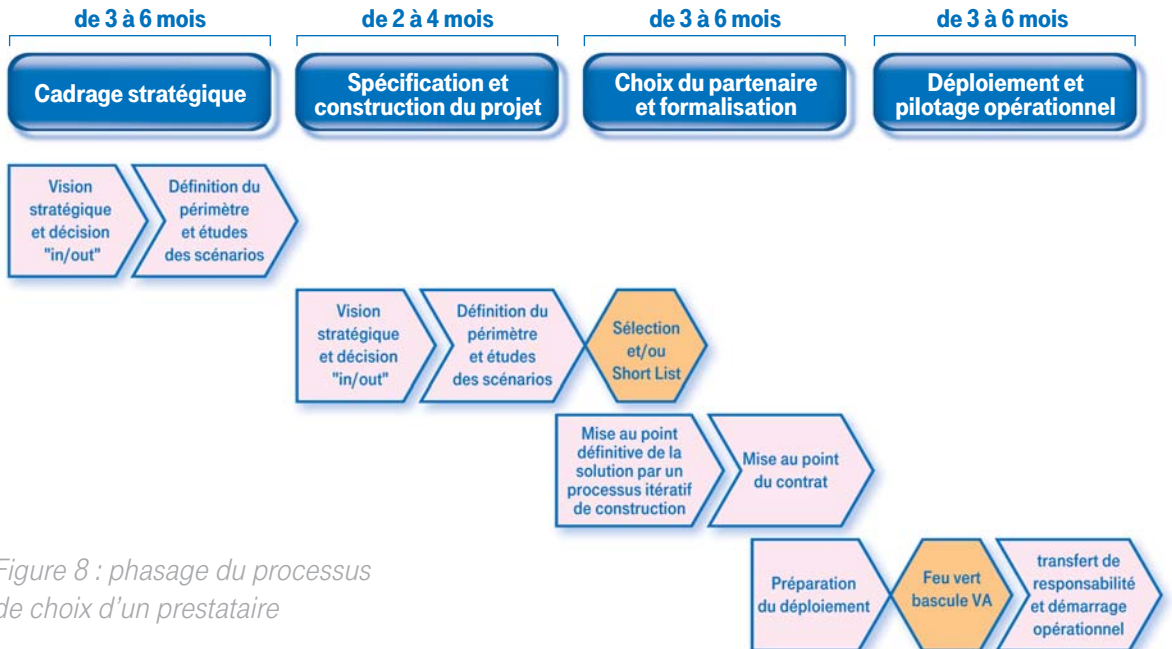 de 3 à 6 mois
de 2 à 4 mois
de 3 à 6 mois
de 3 à 6 mois
Cadrage stratégique
Spécification et
construction du projet
Choix du partenaire
et formalisation
Déploiement et
pilotage opérationnel
Vision
stratégique
et décision
"in/out"
Définition du
périmètre
et études
des scénarios
Vision
stratégique
et décision
"in/out"
Définition du
périmètre
et études
des scénarios
Sélection
et/ou
Short List
Mise au point
définitive de la
solution par un
processus itératif
de construction
Mise au point
du contrat
Préparation
du déploiement
Feu vert
bascule VA
transfert de
responsabilité
et démarrage
opérationnel
Figure 8 : phasage du processus
de choix d'un prestataire